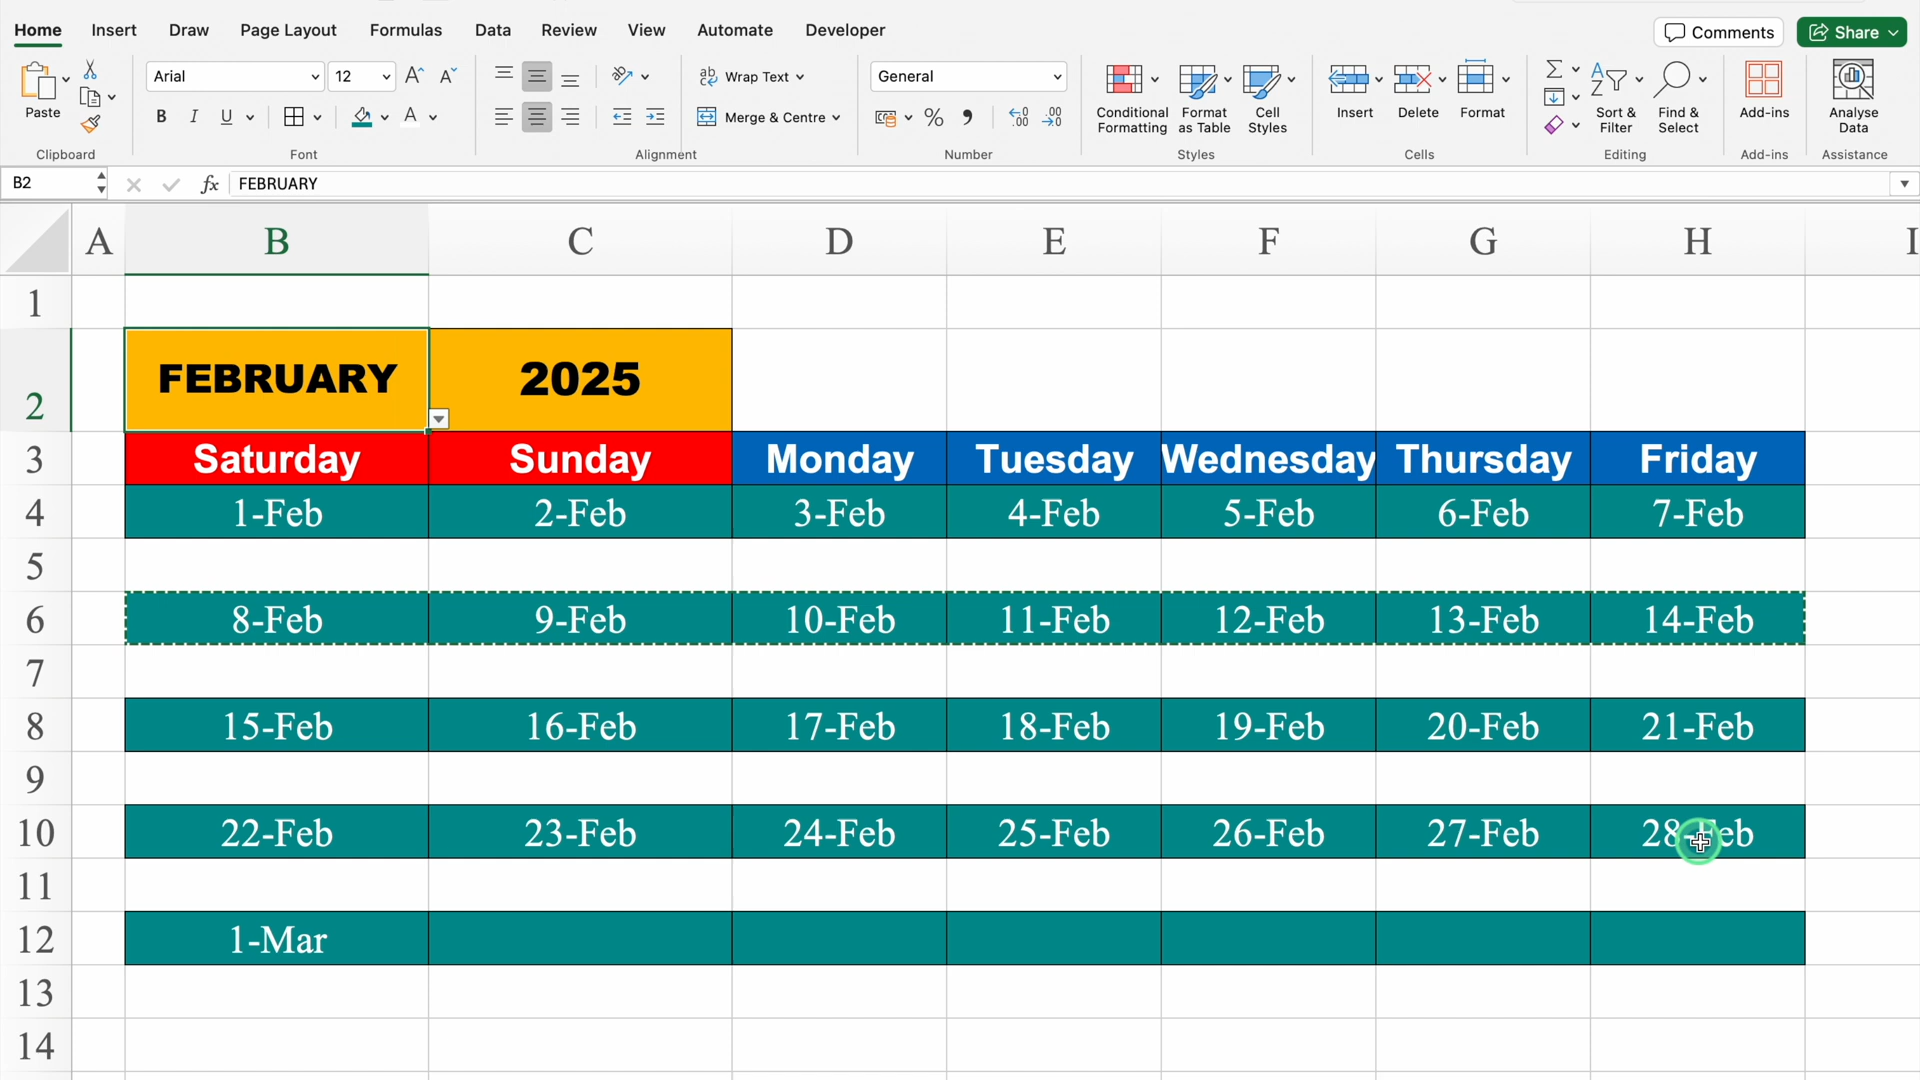 Home Insert Draw Page Layout Formulas Data Review View Automate Developer Comments Share
Arial 12 Wrap Text General
Paste B I U A Merge & Centre % Conditional Formatting Format as Table Cell Styles Insert Delete Format Sort & Filter Find & Select Add-ins Analyse Data
Clipboard Font Alignment Number Styles Cells Editing Add-ins Assistance
B2 fx FEBRUARY
A B C D E F G H I
1
2 FEBRUARY 2025
3 Saturday Sunday Monday Tuesday Wednesday Thursday Friday
4 1-Feb 2-Feb 3-Feb 4-Feb 5-Feb 6-Feb 7-Feb
5
6 8-Feb 9-Feb 10-Feb 11-Feb 12-Feb 13-Feb 14-Feb
7
8 15-Feb 16-Feb 17-Feb 18-Feb 19-Feb 20-Feb 21-Feb
9
10 22-Feb 23-Feb 24-Feb 25-Feb 26-Feb 27-Feb 28-Feb
11
12 1-Mar
13
14